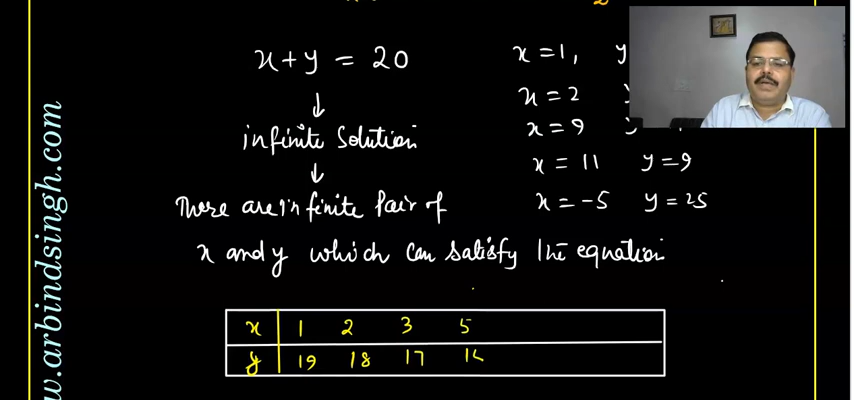 x+y = 20
↓
infinite Solution
↓
There are infinite Pair of
x and y which can satisfy the equation
x = 1, y
x = 2
x = 9
x = 11 y = 9
x = -5 y = 25
x 1 2 3 5
y 19 18 17
w.arbindsingh.com